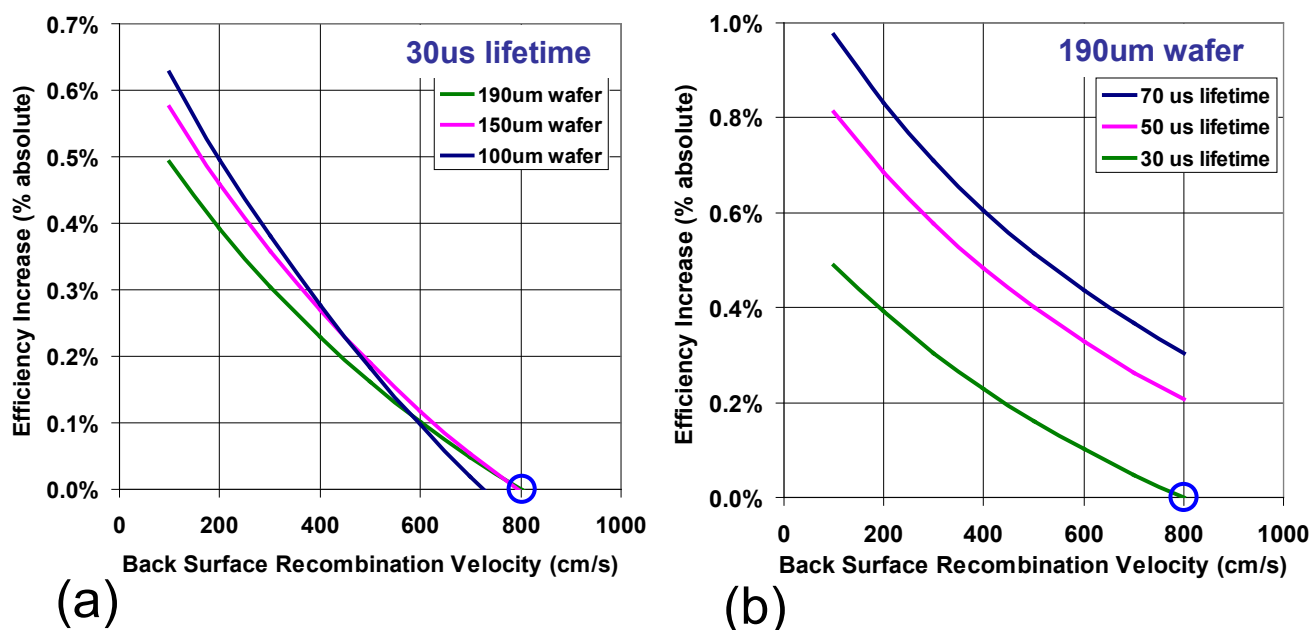 0.7%
0.6%
0.5%
0.4%
0.3%
0.2%
0.1%
0.0%
Efficiency Increase (% absolute)
30us lifetime
190um wafer
150um wafer
100um wafer
0 200 400 600 800 1000
Back Surface Recombination Velocity (cm/s)
(a)
1.0%
0.8%
0.6%
0.4%
0.2%
0.0%
Efficiency Increase (% absolute)
190um wafer
70 us lifetime
50 us lifetime
30 us lifetime
0 200 400 600 800 1000
Back Surface Recombination Velocity (cm/s)
(b)